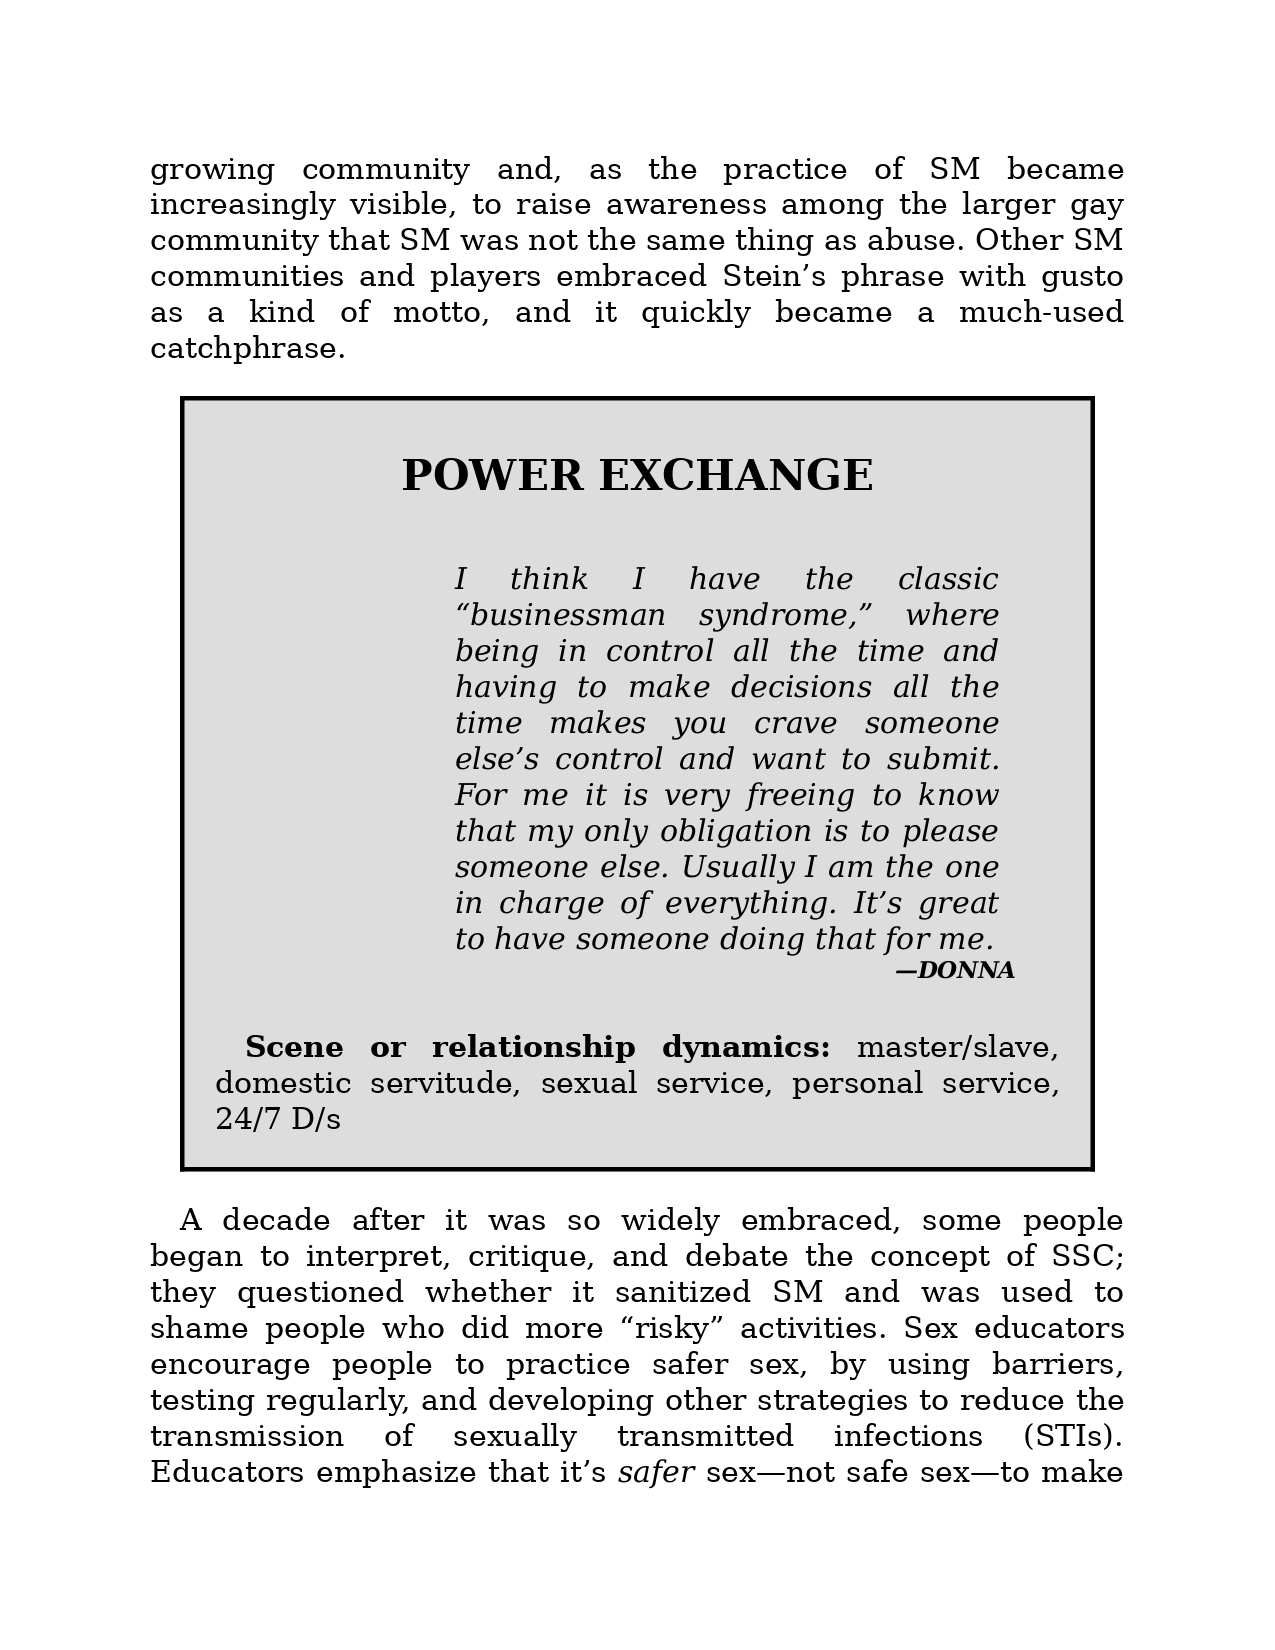 growing community and, as the practice of SM became
increasingly visible, to raise awareness among the larger gay
community that SM was not the same thing as abuse. Other SM
communities and players embraced Stein’s phrase with gusto
as a kind of motto, and it quickly became a much-used
catchphrase.
POWER EXCHANGE
I think I have the classic
“businessman syndrome,” where
being in control all the time and
having to make decisions all the
time makes you crave someone
else’s control and want to submit.
For me it is very freeing to know
that my only obligation is to please
someone else. Usually I am the one
in charge of everything. It’s great
to have someone doing that for me.
—DONNA
Scene or relationship dynamics: master/slave,
domestic servitude, sexual service, personal service,
24/7 D/s
A decade after it was so widely embraced, some people
began to interpret, critique, and debate the concept of SSC;
they questioned whether it sanitized SM and was used to
shame people who did more “risky” activities. Sex educators
encourage people to practice safer sex, by using barriers,
testing regularly, and developing other strategies to reduce the
transmission of sexually transmitted infections (STIs).
Educators emphasize that it’s safer sex—not safe sex—to make